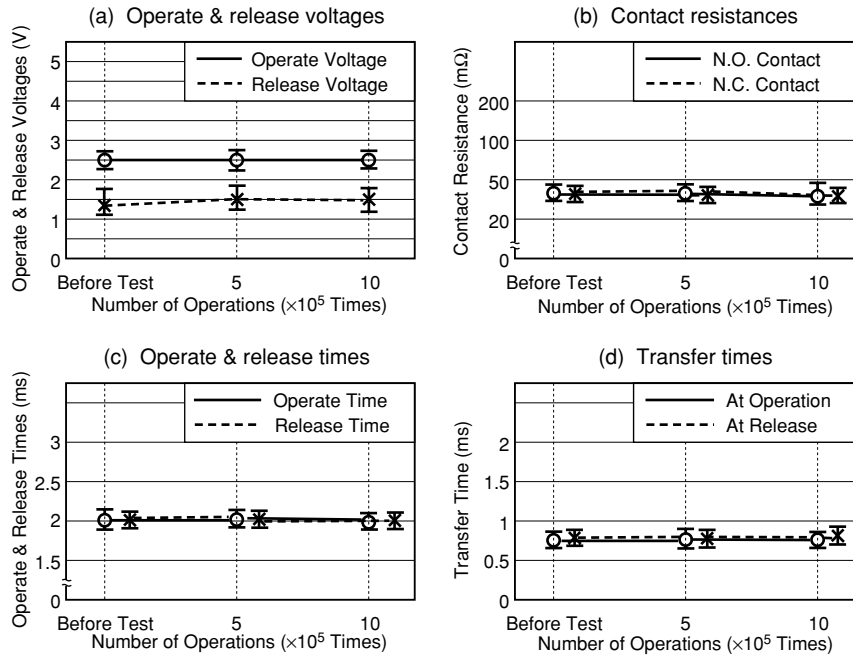 (a) Operate & release voltages
Operate & Release Voltages (V)
5
4
3
2
1
0
Operate Voltage
Release Voltage
Before Test 5 10
Number of Operations (×10⁵ Times)
(b) Contact resistances
Contact Resistance (mΩ)
200
100
50
20
0
N.O. Contact
N.C. Contact
Before Test 5 10
Number of Operations (×10⁵ Times)
(c) Operate & release times
Operate & Release Times (ms)
3
2.5
2
1.5
0
Operate Time
Release Time
Before Test 5 10
Number of Operations (×10⁵ Times)
(d) Transfer times
Transfer Time (ms)
2
1.5
1
0.5
0
At Operation
At Release
Before Test 5 10
Number of Operations (×10⁵ Times)